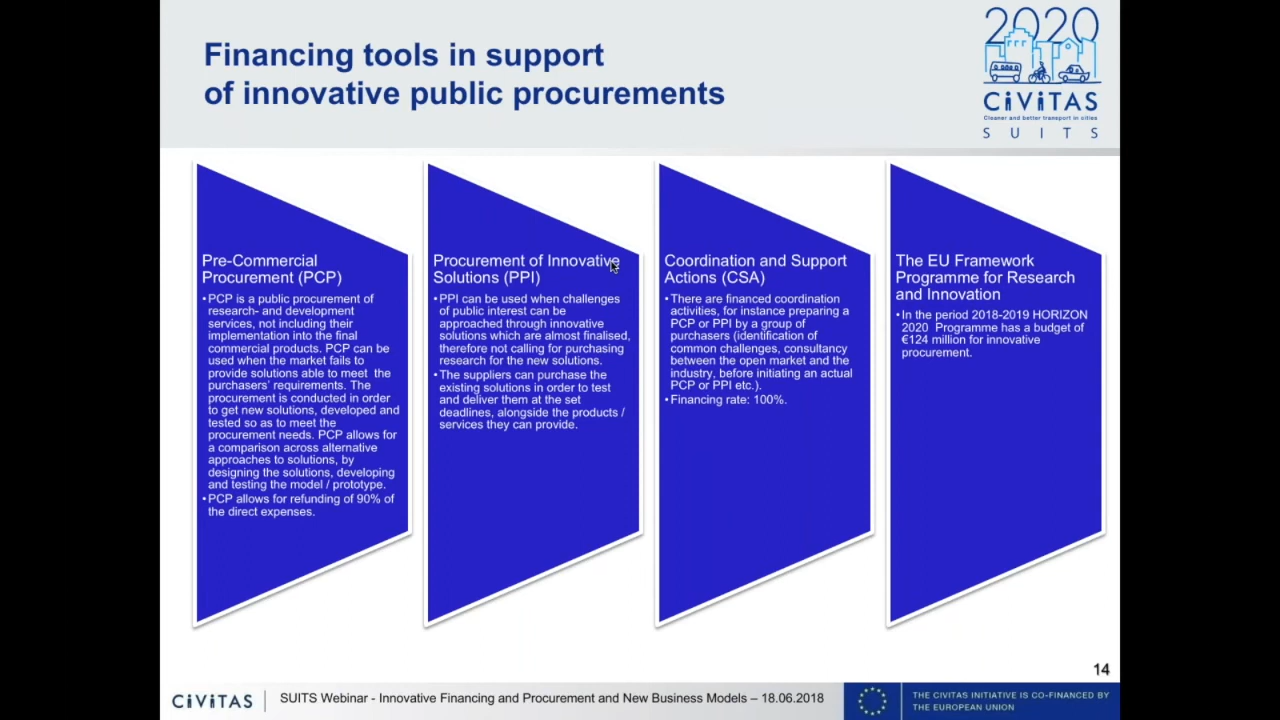 Financing tools in support
of innovative public procurements
2020
CiViTAS
Cleaner and better transport in cities
S U I T S
Pre-Commercial
Procurement (PCP)
•PCP is a public procurement of
research- and development
services, not including their
implementation into the final
commercial products. PCP can be
used when the market fails to
provide solutions able to meet the
purchasers' requirements. The
procurement is conducted in order
to get new solutions, developed and
tested so as to meet the
procurement needs. PCP allows for
a comparison across alternative
approaches to solutions, by
designing the solutions, developing
and testing the model / prototype.
•PCP allows for refunding of 90% of
the direct expenses.
Procurement of Innovative
Solutions (PPI)
•PPI can be used when challenges
of public interest can be
approached through innovative
solutions which are almost finalised,
therefore not calling for purchasing
research for the new solutions.
•The suppliers can purchase the
existing solutions in order to test
and deliver them at the set
deadlines, alongside the products /
services they can provide.
Coordination and Support
Actions (CSA)
•There are financed coordination
activities, for instance preparing a
PCP or PPI by a group of
purchasers (identification of
common challenges, consultancy
between the open market and the
industry, before initiating an actual
PCP or PPI etc.).
•Financing rate: 100%.
The EU Framework
Programme for Research
and Innovation
•In the period 2018-2019 HORIZON
2020 Programme has a budget of
€124 million for innovative
procurement.
14
CiViTAS
SUITS Webinar - Innovative Financing and Procurement and New Business Models – 18.06.2018
THE CIVITAS INITIATIVE IS CO-FINANCED BY
THE EUROPEAN UNION